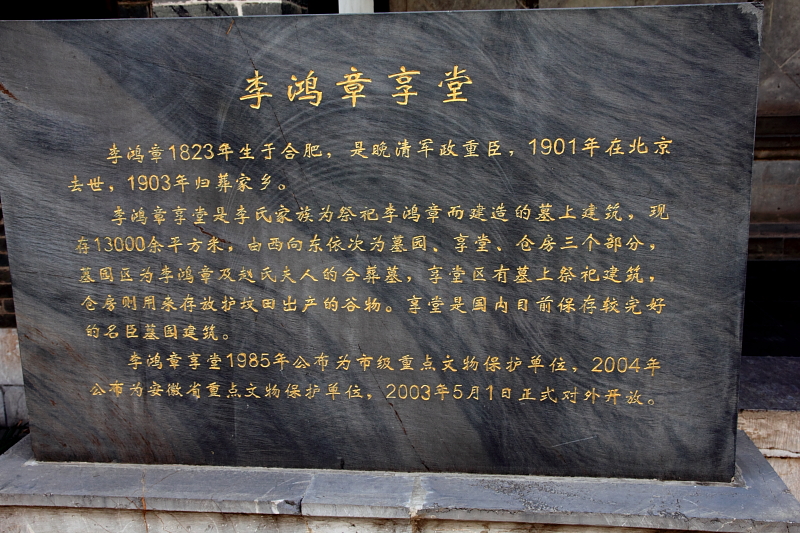 李鸿章享堂
李鸿章1823年生于合肥，是晚清军政重臣，1901年在北京
去世，1903年归葬家乡。
李鸿章享堂是李氏家族为祭祀李鸿章而建造的墓上建筑，现
存13000余平方米，由西向东依次为墓园、享堂、仓房三个部分，
墓园区为李鸿章及赵氏夫人的合葬墓，享堂区有墓上祭祀建筑，
仓房则用来存放护坟田出产的谷物。享堂是国内目前保存较完好
的名臣墓园建筑。
李鸿章享堂1985年公布为市级重点文物保护单位，2004年
公布为安徽省重点文物保护单位，2003年5月1日正式对外开放。